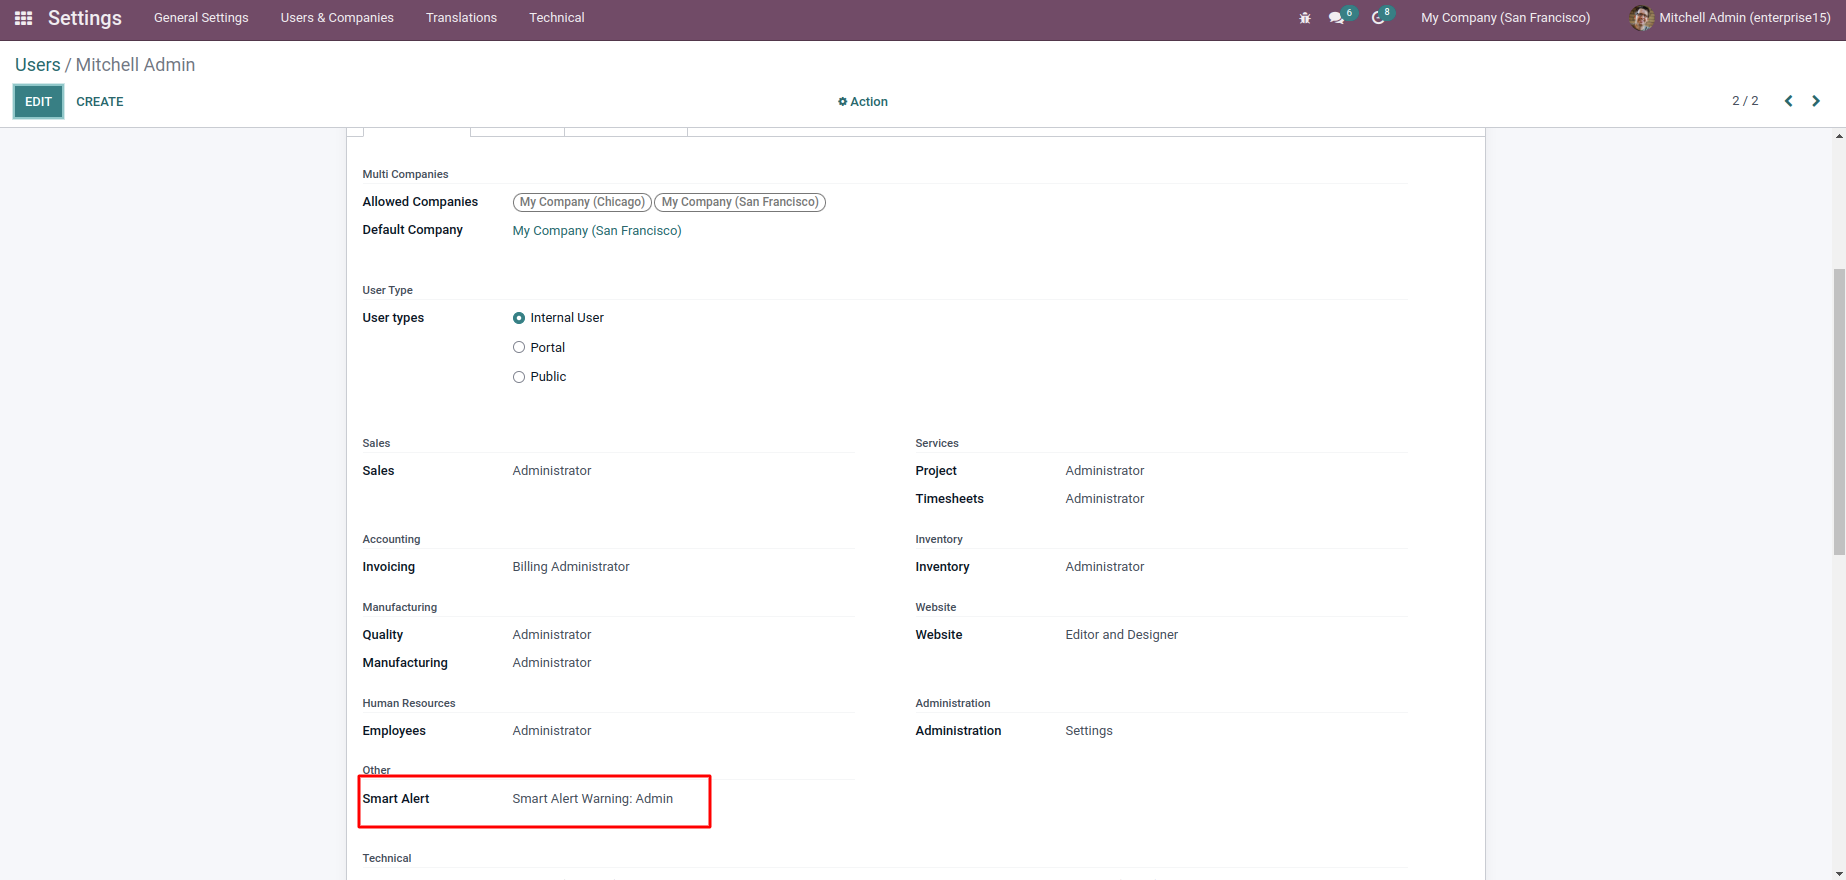 Settings General Settings Users & Companies Translations Technical 6 8 My Company (San Francisco) Mitchell Admin (enterprise15)
Users / Mitchell Admin
EDIT CREATE Action 2 / 2
Multi Companies
Allowed Companies My Company (Chicago) My Company (San Francisco)
Default Company My Company (San Francisco)
User Type
User types Internal User
Portal
Public
Sales Services
Sales Administrator Project Administrator
Timesheets Administrator
Accounting Inventory
Invoicing Billing Administrator Inventory Administrator
Manufacturing Website
Quality Administrator Website Editor and Designer
Manufacturing Administrator
Human Resources Administration
Employees Administrator Administration Settings
Other
Smart Alert Smart Alert Warning: Admin
Technical